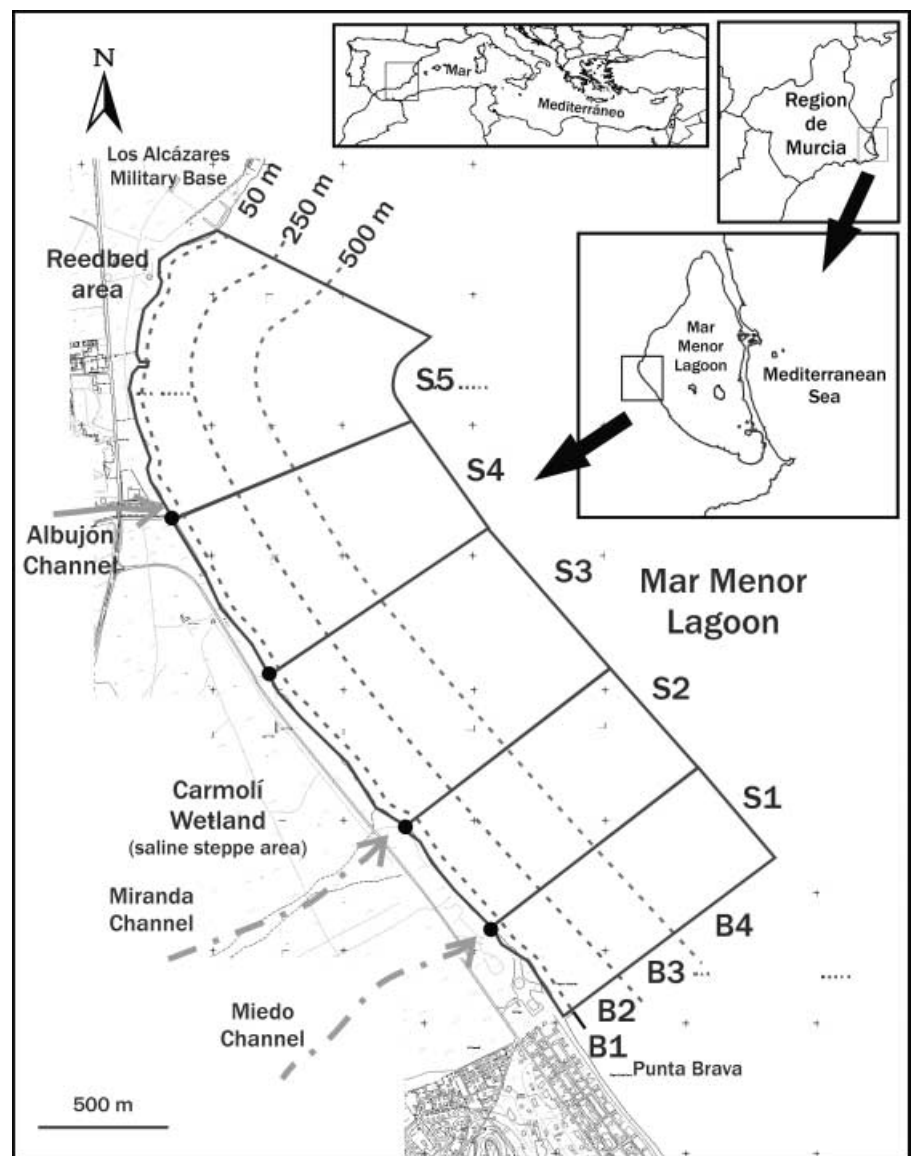 N
Mar
Mediterráneo
Region
de
Murcia
Los Alcázares
Military Base
50 m
250 m
500 m
Reedbed
area
Mar
Menor
Lagoon
Mediterranean
Sea
S5
S4
Albujón
Channel
S3
Mar Menor
Lagoon
S2
Carmolí
Wetland
(saline steppe area)
S1
Miranda
Channel
B4
B3
Miedo
Channel
B2
B1
Punta Brava
500 m